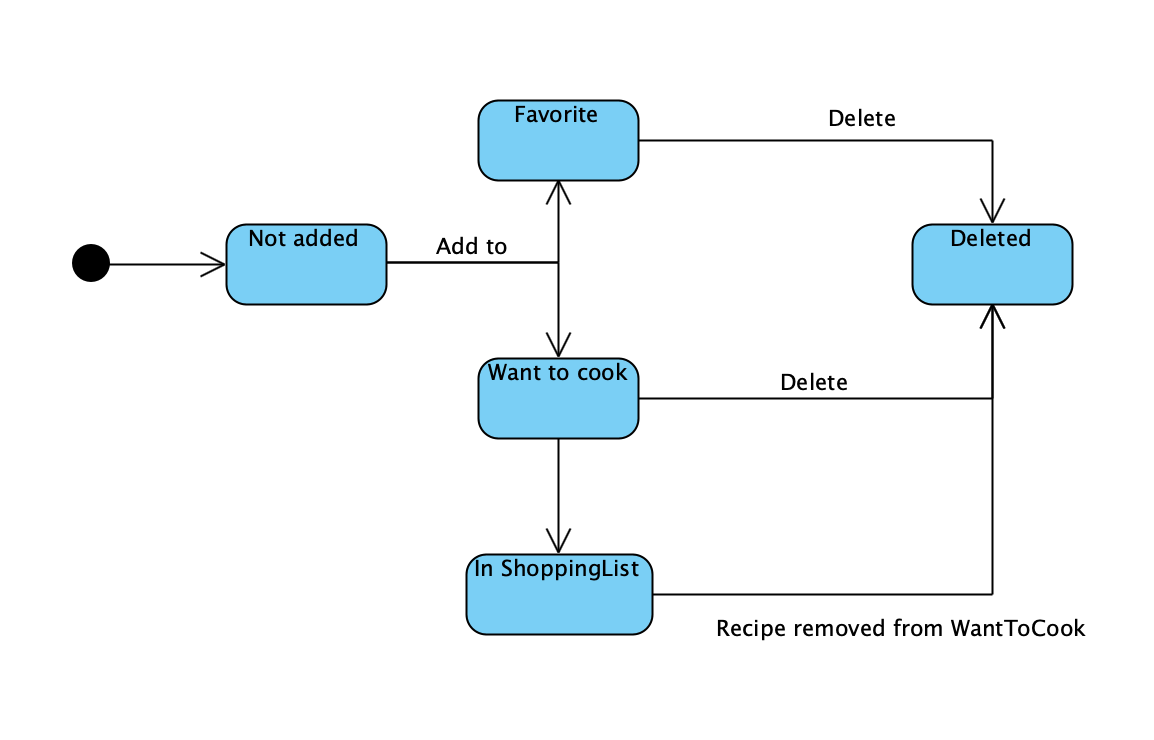 Favorite
Delete
Not added
Add to
Deleted
Want to cook
Delete
In ShoppingList
Recipe removed from WantToCook